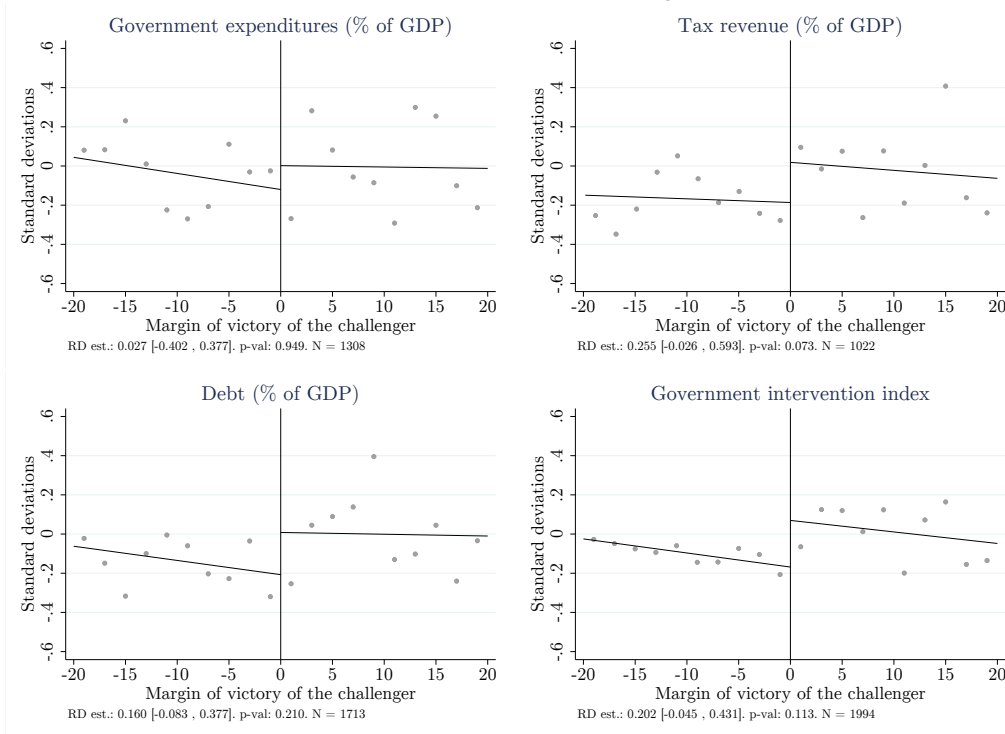 Government expenditures (% of GDP)
Standard deviations
.6
.4
.2
0
-.2
-.4
-.6
-20 -15 -10 -5 0 5 10 15 20
Margin of victory of the challenger
RD est.: 0.027 [-0.402 , 0.377]. p-val: 0.949. N = 1308
Tax revenue (% of GDP)
Standard deviations
.6
.4
.2
0
-.2
-.4
-.6
-20 -15 -10 -5 0 5 10 15 20
Margin of victory of the challenger
RD est.: 0.255 [-0.026 , 0.593]. p-val: 0.073. N = 1022
Debt (% of GDP)
Standard deviations
.6
.4
.2
0
-.2
-.4
-.6
-20 -15 -10 -5 0 5 10 15 20
Margin of victory of the challenger
RD est.: 0.160 [-0.083 , 0.377]. p-val: 0.210. N = 1713
Government intervention index
Standard deviations
.6
.4
.2
0
-.2
-.4
-.6
-20 -15 -10 -5 0 5 10 15 20
Margin of victory of the challenger
RD est.: 0.202 [-0.045 , 0.431]. p-val: 0.113. N = 1994